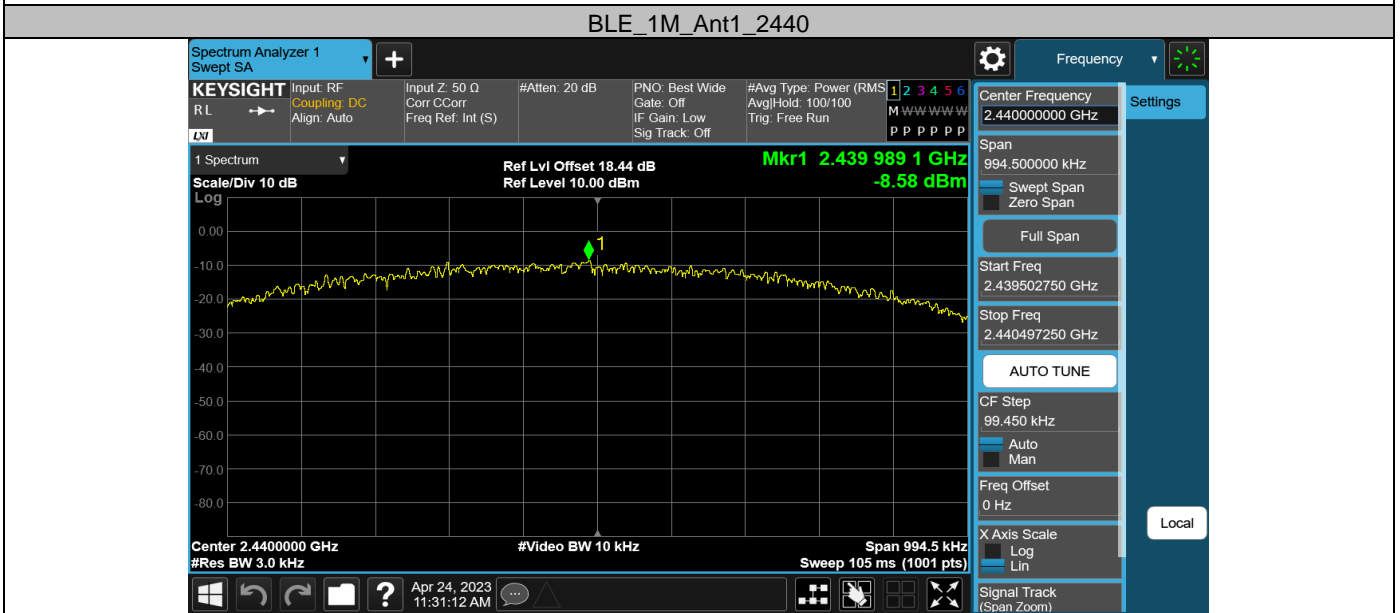 BLE_1M_Ant1_2440
Spectrum Analyzer 1
Swept SA
+
Frequency
KEYSIGHT
R L
LXI
Input: RF
Coupling: DC
Align: Auto
Input Z: 50 Ω
Corr CCorr
Freq Ref: Int (S)
#Atten: 20 dB
PNO: Best Wide
Gate: Off
IF Gain: Low
Sig Track: Off
#Avg Type: Power (RMS
Avg|Hold: 100/100
Trig: Free Run
1 2 3 4 5 6
M W W W W W
P P P P P P
1 Spectrum
Scale/Div 10 dB
Log
Ref Lvl Offset 18.44 dB
Ref Level 10.00 dBm
Mkr1 2.439 989 1 GHz
-8.58 dBm
1
0.00
-10.0
-20.0
-30.0
-40.0
-50.0
-60.0
-70.0
-80.0
Center 2.4400000 GHz
#Res BW 3.0 kHz
#Video BW 10 kHz
Span 994.5 kHz
Sweep 105 ms (1001 pts)
Center Frequency
2.440000000 GHz
Settings
Span
994.500000 kHz
Swept Span
Zero Span
Full Span
Start Freq
2.439502750 GHz
Stop Freq
2.440497250 GHz
AUTO TUNE
CF Step
99.450 kHz
Auto
Man
Freq Offset
0 Hz
X Axis Scale
Log
Lin
Local
Signal Track
(Span Zoom)
?
Apr 24, 2023
11:31:12 AM